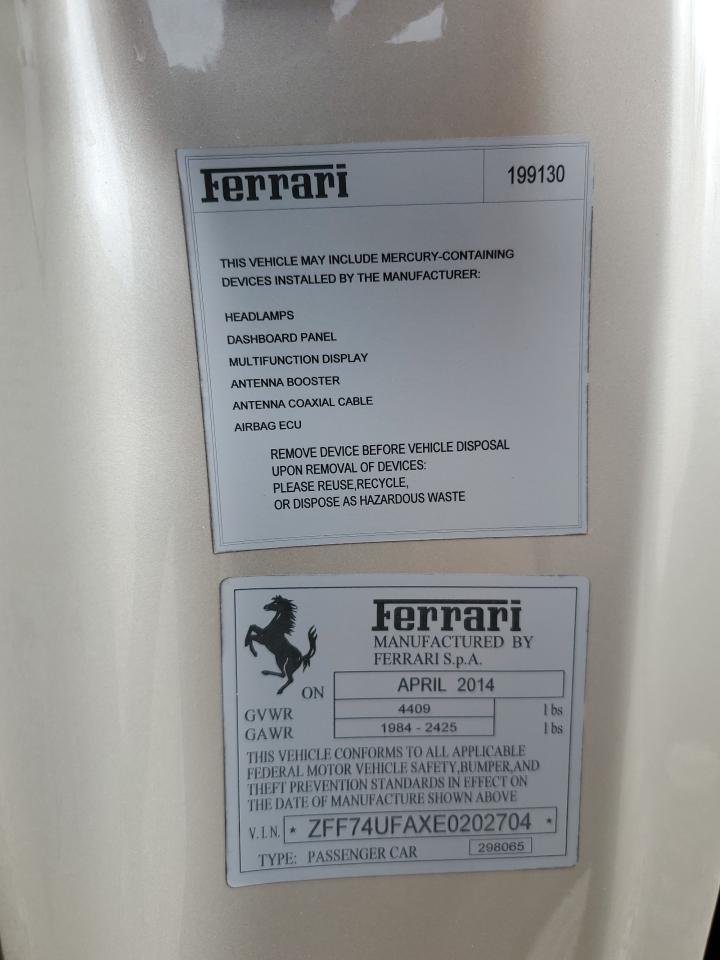 Ferrari 199130
THIS VEHICLE MAY INCLUDE MERCURY-CONTAINING
DEVICES INSTALLED BY THE MANUFACTURER:
HEADLAMPS
DASHBOARD PANEL
MULTIFUNCTION DISPLAY
ANTENNA BOOSTER
ANTENNA COAXIAL CABLE
AIRBAG ECU
REMOVE DEVICE BEFORE VEHICLE DISPOSAL
UPON REMOVAL OF DEVICES:
PLEASE REUSE,RECYCLE,
OR DISPOSE AS HAZARDOUS WASTE
Ferrari
MANUFACTURED BY
FERRARI S.p.A.
ON APRIL 2014
GVWR 4409 lbs
GAWR 1984 - 2425 lbs
THIS VEHICLE CONFORMS TO ALL APPLICABLE
FEDERAL MOTOR VEHICLE SAFETY,BUMPER,AND
THEFT PREVENTION STANDARDS IN EFFECT ON
THE DATE OF MANUFACTURE SHOWN ABOVE
V.I.N. * ZFF74UFAXE0202704 *
TYPE: PASSENGER CAR 298065